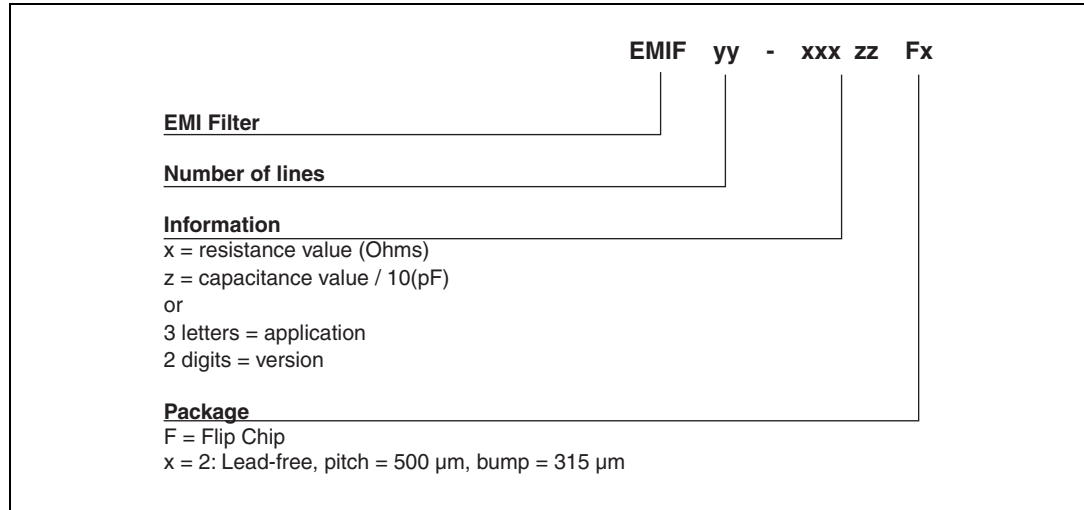 EMIF yy - xxx zz Fx
EMI Filter
Number of lines
Information
x = resistance value (Ohms)
z = capacitance value / 10(pF)
or
3 letters = application
2 digits = version
Package
F = Flip Chip
x = 2: Lead-free, pitch = 500 µm, bump = 315 µm